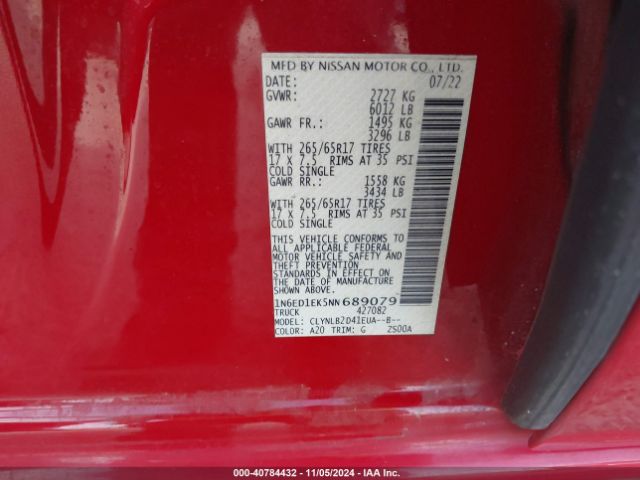 MFD BY NISSAN MOTOR CO., LTD.
DATE: 07/22
GVWR: 2727 KG
6012 LB
GAWR FR.: 1495 KG
3296 LB
WITH 265/65R17 TIRES
17 X 7.5 RIMS AT 35 PSI
COLD SINGLE
GAWR RR.: 1558 KG
3434 LB
WITH 265/65R17 TIRES
17 X 7.5 RIMS AT 35 PSI
COLD SINGLE
THIS VEHICLE CONFORMS TO
ALL APPLICABLE FEDERAL
MOTOR VEHICLE SAFETY AND
THEFT PREVENTION
STANDARDS IN EFFECT ON
THE DATE OF MANUFACTURE
1N6ED1EK5NN689079
TRUCK 427082
MODEL: CLYNLB2D41EUA--B--
COLOR: A20 TRIM: G 2S00A
000-40784432 - 11/05/2024 - IAA Inc.